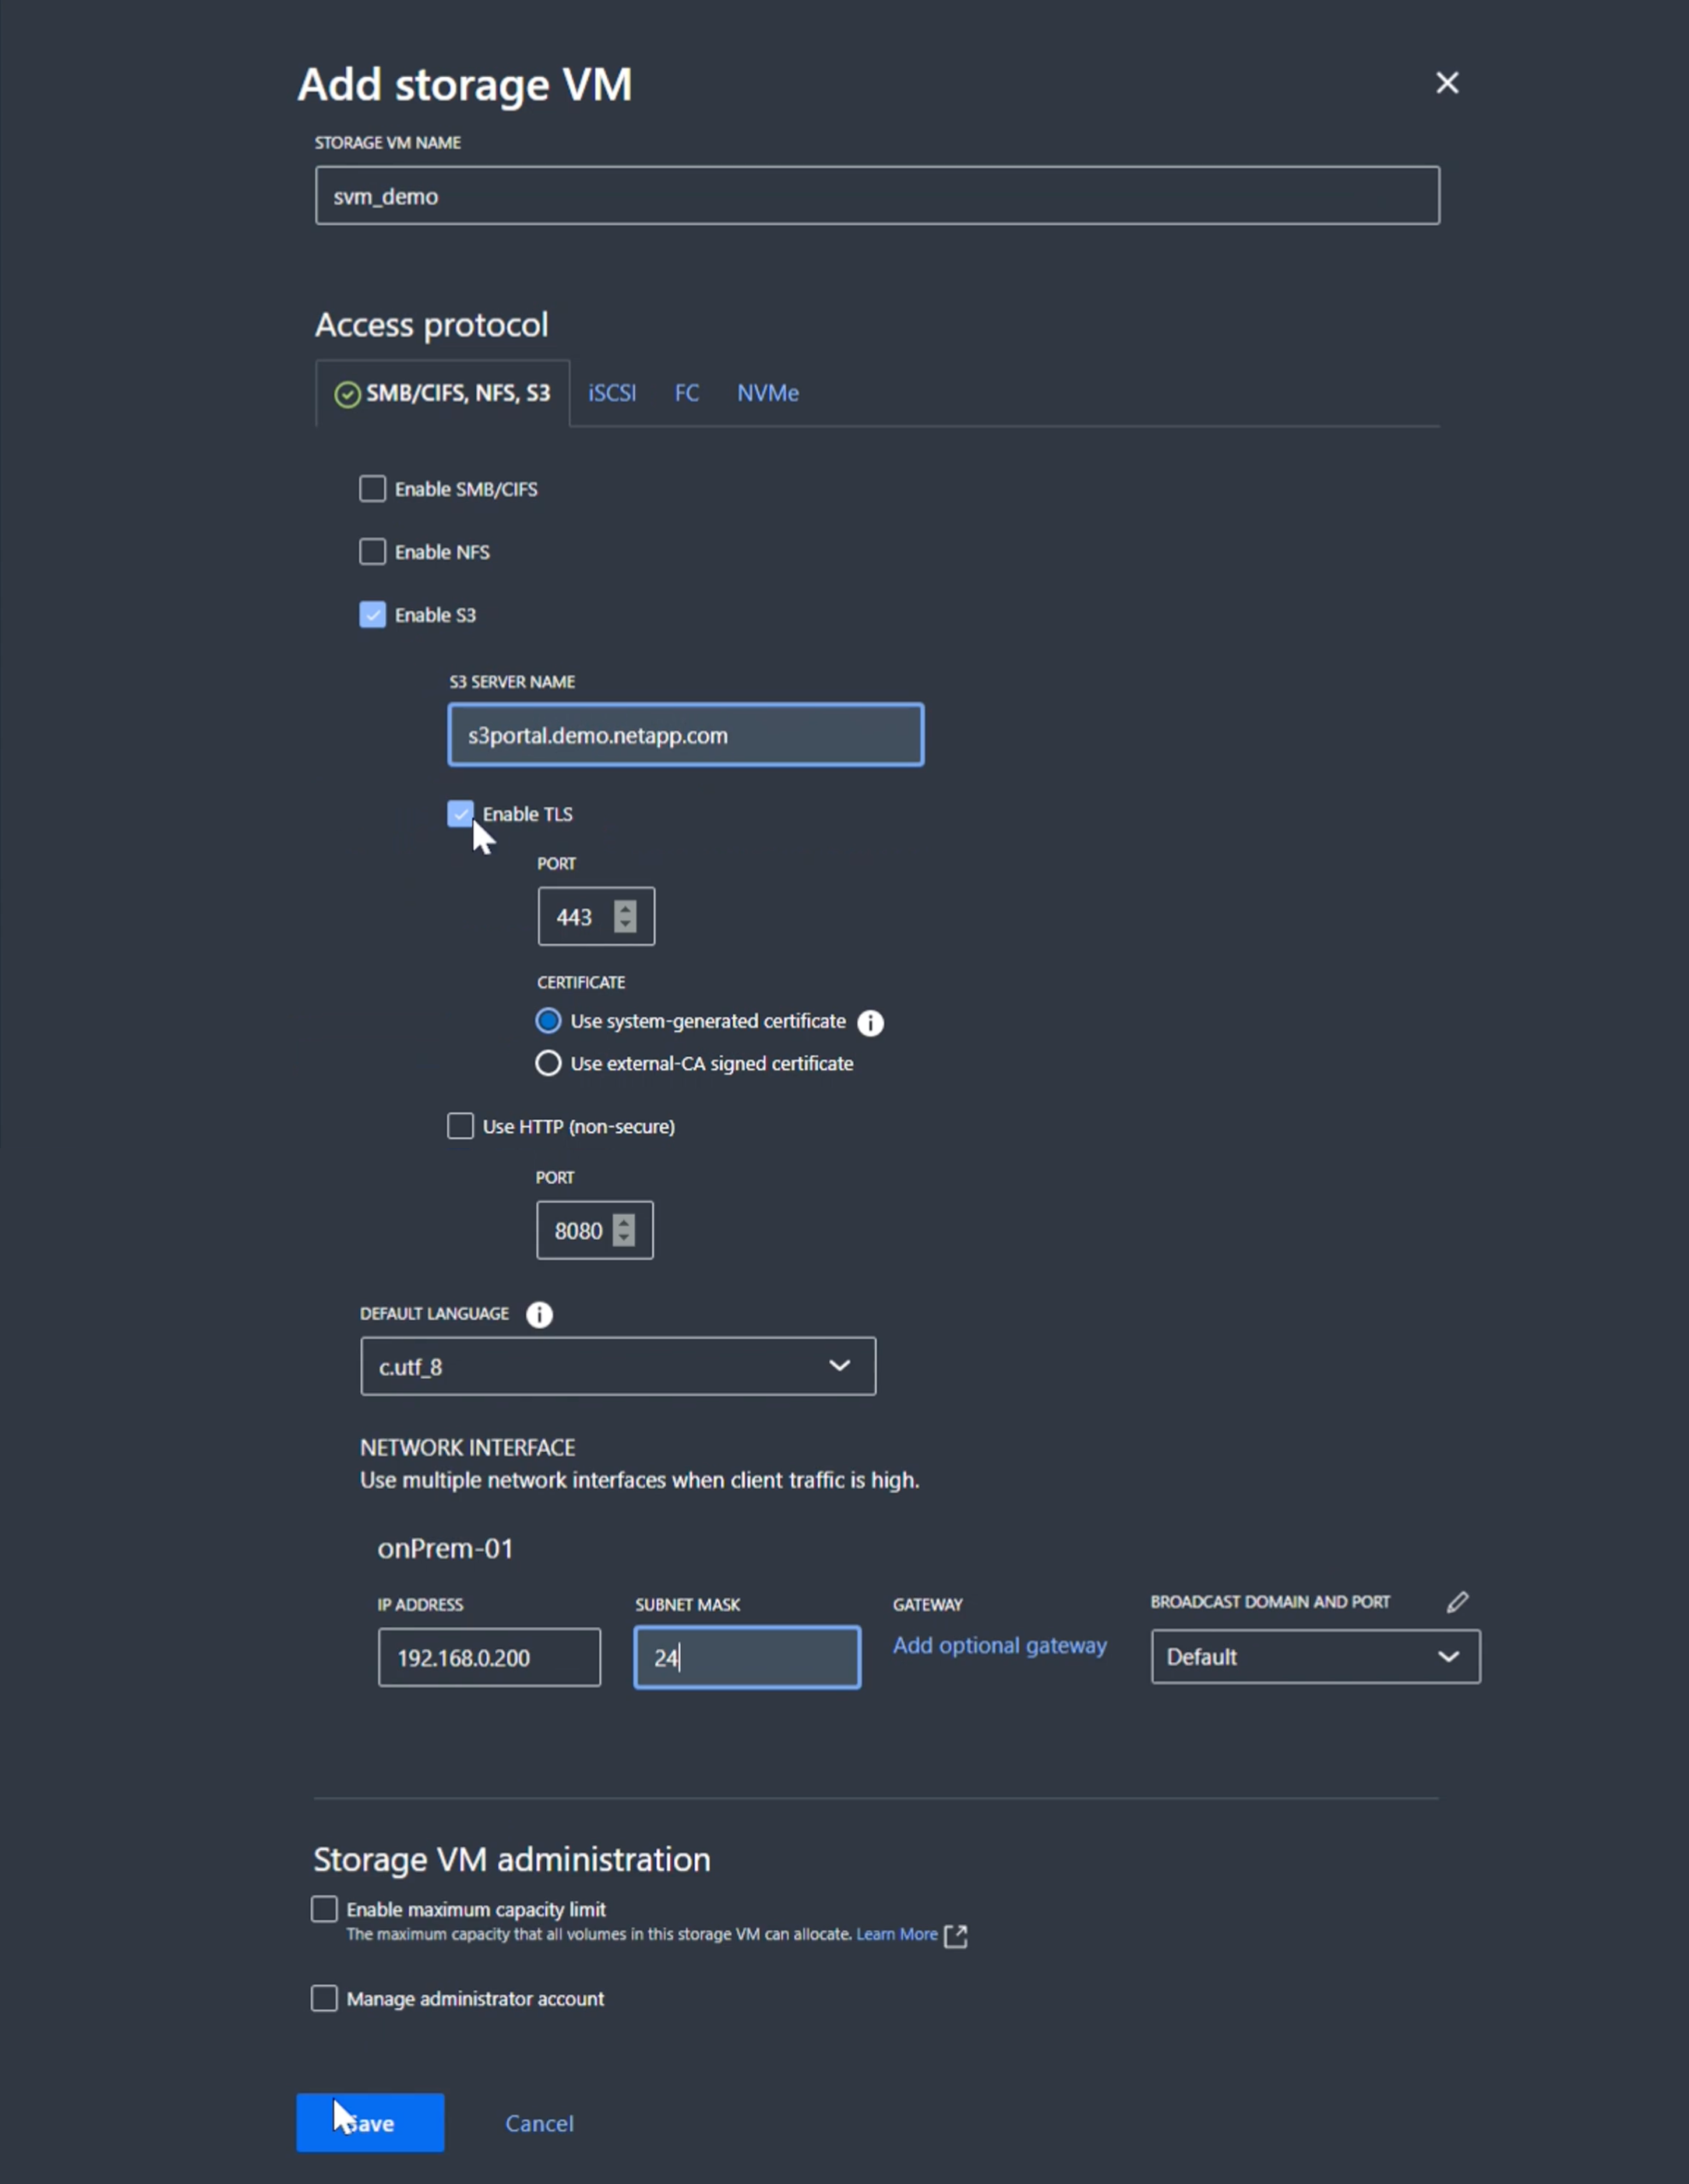 Add storage VM
STORAGE VM NAME
svm_demo
Access protocol
SMB/CIFS, NFS, S3 iSCSI FC NVMe
Enable SMB/CIFS
Enable NFS
Enable S3
S3 SERVER NAME
s3portal.demo.netapp.com
Enable TLS
PORT
443
CERTIFICATE
Use system-generated certificate
Use external-CA signed certificate
Use HTTP (non-secure)
PORT
8080
DEFAULT LANGUAGE
c.utf_8
NETWORK INTERFACE
Use multiple network interfaces when client traffic is high.
onPrem-01
IP ADDRESS SUBNET MASK GATEWAY BROADCAST DOMAIN AND PORT
192.168.0.200 24 Add optional gateway Default
Storage VM administration
Enable maximum capacity limit
The maximum capacity that all volumes in this storage VM can allocate. Learn More
Manage administrator account
Save Cancel